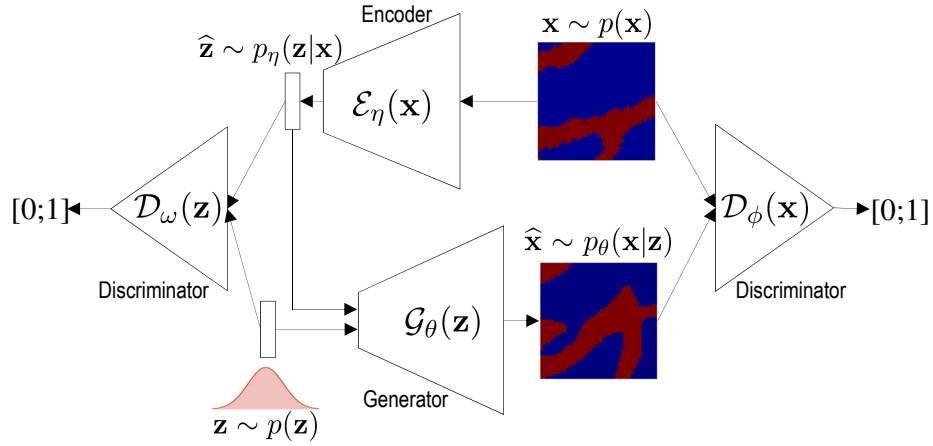 Encoder
x ∼ p(x)
ẑ ∼ p_η(z|x)
ℰ_η(x)
[0;1]
𝒟_ω(z)
𝒟_ϕ(x)
[0;1]
x̂ ∼ p_θ(x|z)
Discriminator
Discriminator
𝒢_θ(z)
Generator
z ∼ p(z)